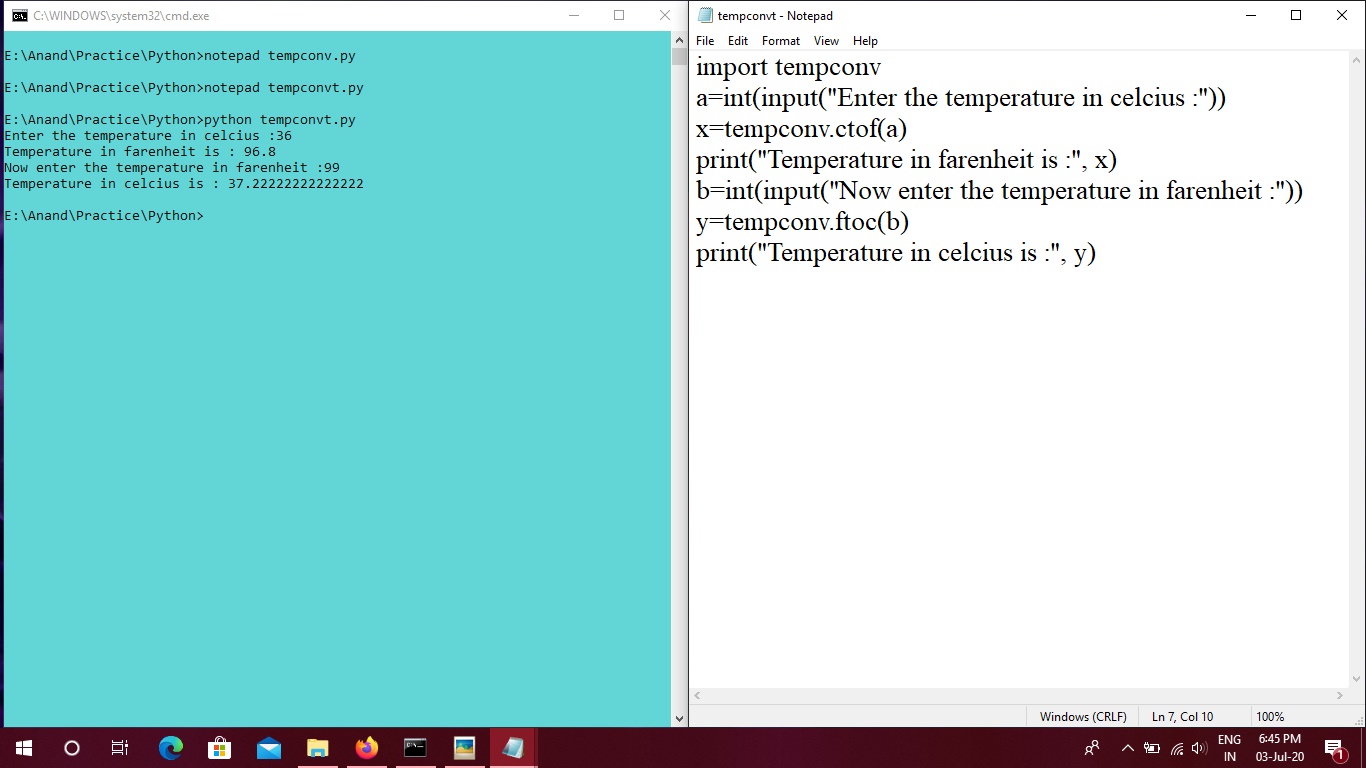 C:\WINDOWS\system32\cmd.exe
E:\Anand\Practice\Python>notepad tempconv.py
E:\Anand\Practice\Python>notepad tempconvt.py
E:\Anand\Practice\Python>python tempconvt.py
Enter the temperature in celcius :36
Temperature in farenheit is : 96.8
Now enter the temperature in farenheit :99
Temperature in celcius is : 37.22222222222222
E:\Anand\Practice\Python>
tempconvt - Notepad
File Edit Format View Help
import tempconv
a=int(input("Enter the temperature in celcius :"))
x=tempconv.ctof(a)
print("Temperature in farenheit is :", x)
b=int(input("Now enter the temperature in farenheit :"))
y=tempconv.ftoc(b)
print("Temperature in celcius is :", y)
Windows (CRLF) Ln 7, Col 10 100%
ENG 6:45 PM
IN 03-Jul-20 1